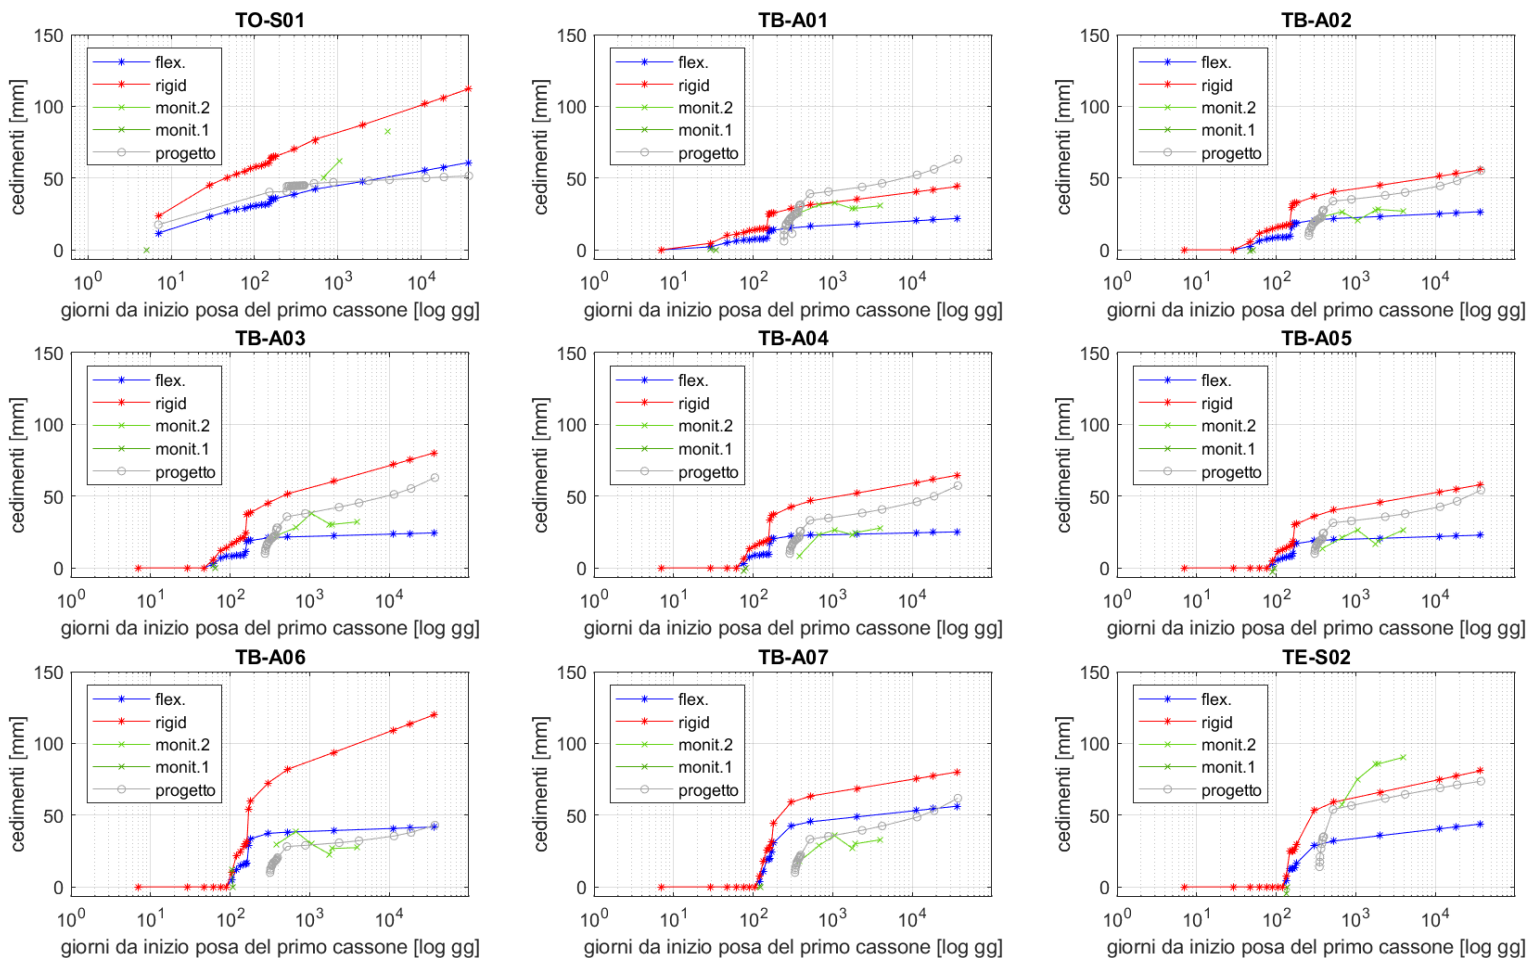 TO-S01
150
100
50
0
cedimenti [mm]
flex.
rigid
monit.2
monit.1
progetto
10^0 10^1 10^2 10^3 10^4
giorni da inizio posa del primo cassone [log gg]
TB-A01
150
100
50
0
cedimenti [mm]
flex.
rigid
monit.2
monit.1
progetto
10^0 10^1 10^2 10^3 10^4
giorni da inizio posa del primo cassone [log gg]
TB-A02
150
100
50
0
cedimenti [mm]
flex.
rigid
monit.2
monit.1
progetto
10^0 10^1 10^2 10^3 10^4
giorni da inizio posa del primo cassone [log gg]
TB-A03
150
100
50
0
cedimenti [mm]
flex.
rigid
monit.2
monit.1
progetto
10^0 10^1 10^2 10^3 10^4
giorni da inizio posa del primo cassone [log gg]
TB-A04
150
100
50
0
cedimenti [mm]
flex.
rigid
monit.2
monit.1
progetto
10^0 10^1 10^2 10^3 10^4
giorni da inizio posa del primo cassone [log gg]
TB-A05
150
100
50
0
cedimenti [mm]
flex.
rigid
monit.2
monit.1
progetto
10^0 10^1 10^2 10^3 10^4
giorni da inizio posa del primo cassone [log gg]
TB-A06
150
100
50
0
cedimenti [mm]
flex.
rigid
monit.2
monit.1
progetto
10^0 10^1 10^2 10^3 10^4
giorni da inizio posa del primo cassone [log gg]
TB-A07
150
100
50
0
cedimenti [mm]
flex.
rigid
monit.2
monit.1
progetto
10^0 10^1 10^2 10^3 10^4
giorni da inizio posa del primo cassone [log gg]
TE-S02
150
100
50
0
cedimenti [mm]
flex.
rigid
monit.2
monit.1
progetto
10^0 10^1 10^2 10^3 10^4
giorni da inizio posa del primo cassone [log gg]